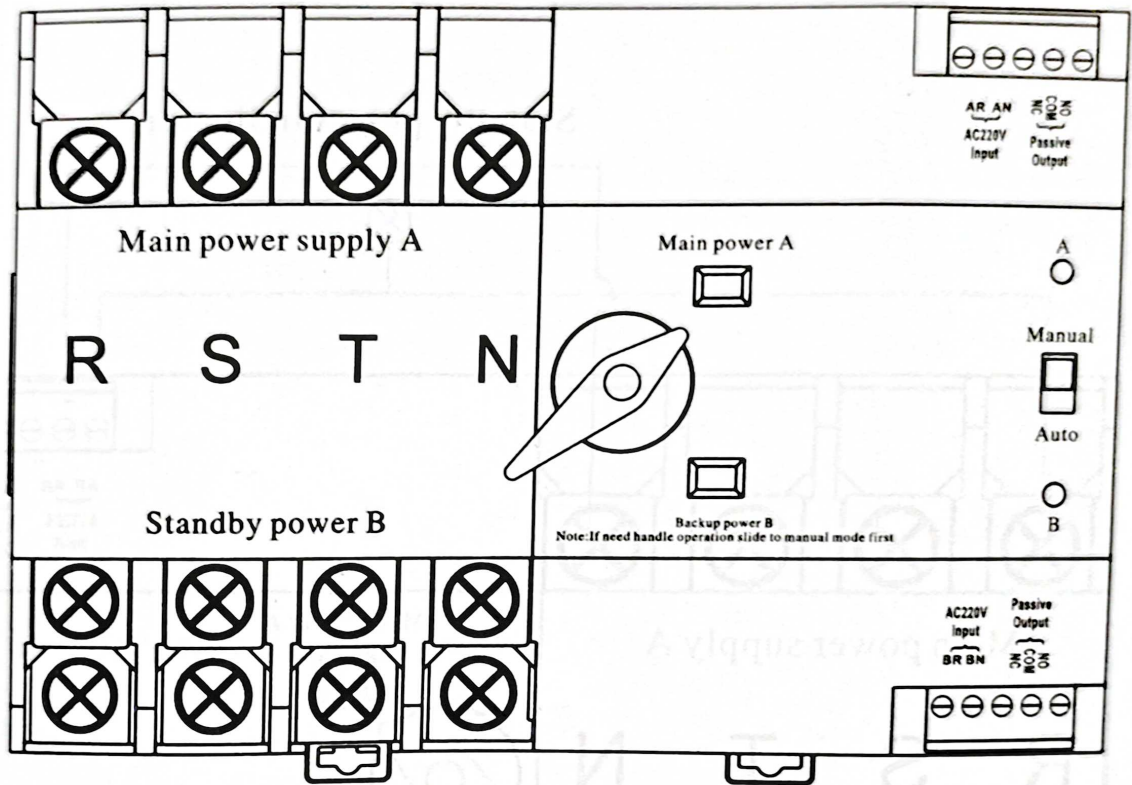 AR AN
NC
COM
NO
AC220V
Input
Passive
Output
Main power supply A
Main power A
A
R S T N
Manual
Auto
Standby power B
Backup power B
Note:If need handle operation slide to manual mode first
B
AC220V
Input
Passive
Output
BR BN
NC
COM
NO